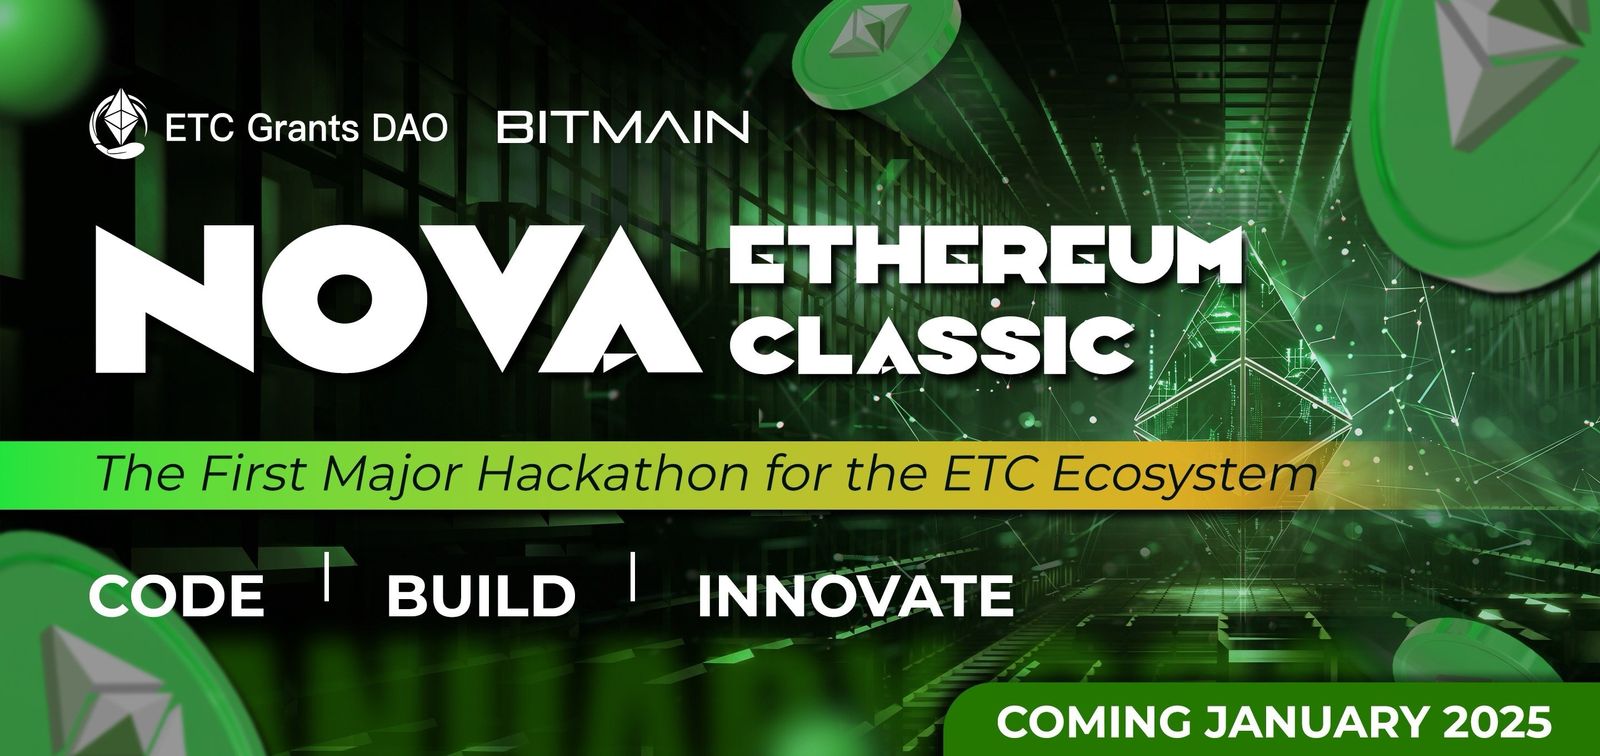 ETC Grants DAO BITMAIN
NOVA ETHEREUM
CLASSIC
The First Major Hackathon for the ETC Ecosystem
CODE | BUILD | INNOVATE
COMING JANUARY 2025